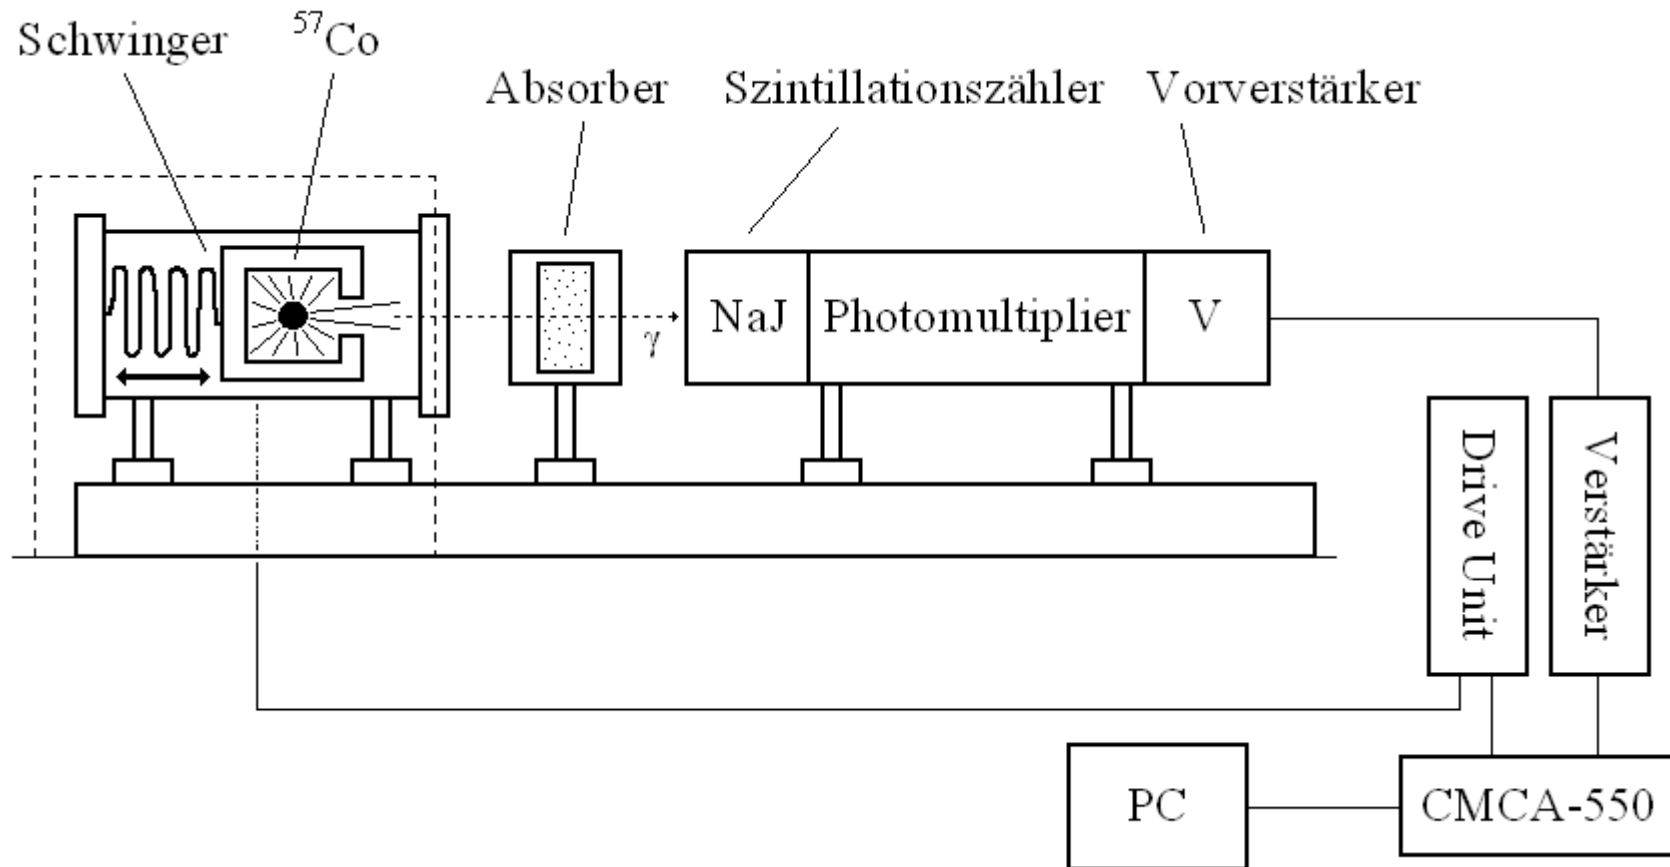 Schwinger
⁵⁷Co
Absorber
Szintillationszähler
Vorverstärker
NaJ
Photomultiplier
V
γ
Drive Unit
Verstärker
PC
CMCA-550